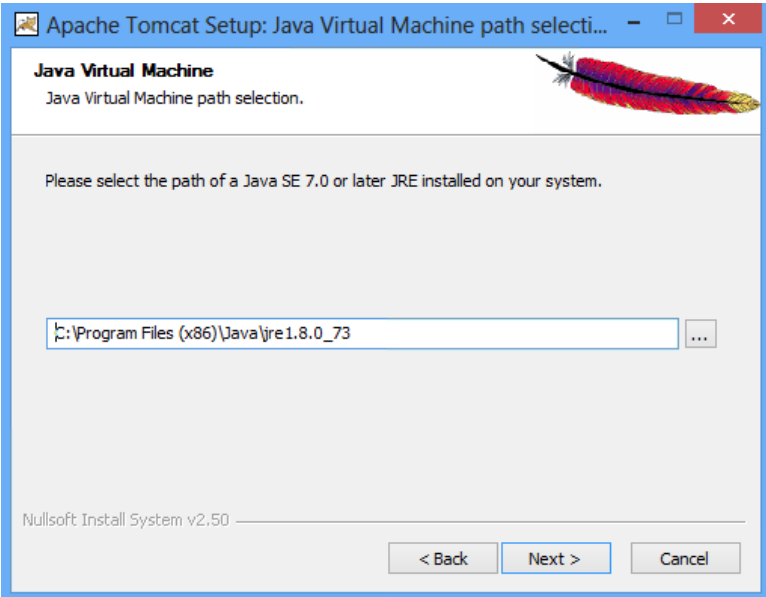 Apache Tomcat Setup: Java Virtual Machine path selecti...
Java Virtual Machine
Java Virtual Machine path selection.
Please select the path of a Java SE 7.0 or later JRE installed on your system.
C:\Program Files (x86)\Java\jre1.8.0_73
...
Nullsoft Install System v2.50
< Back Next > Cancel